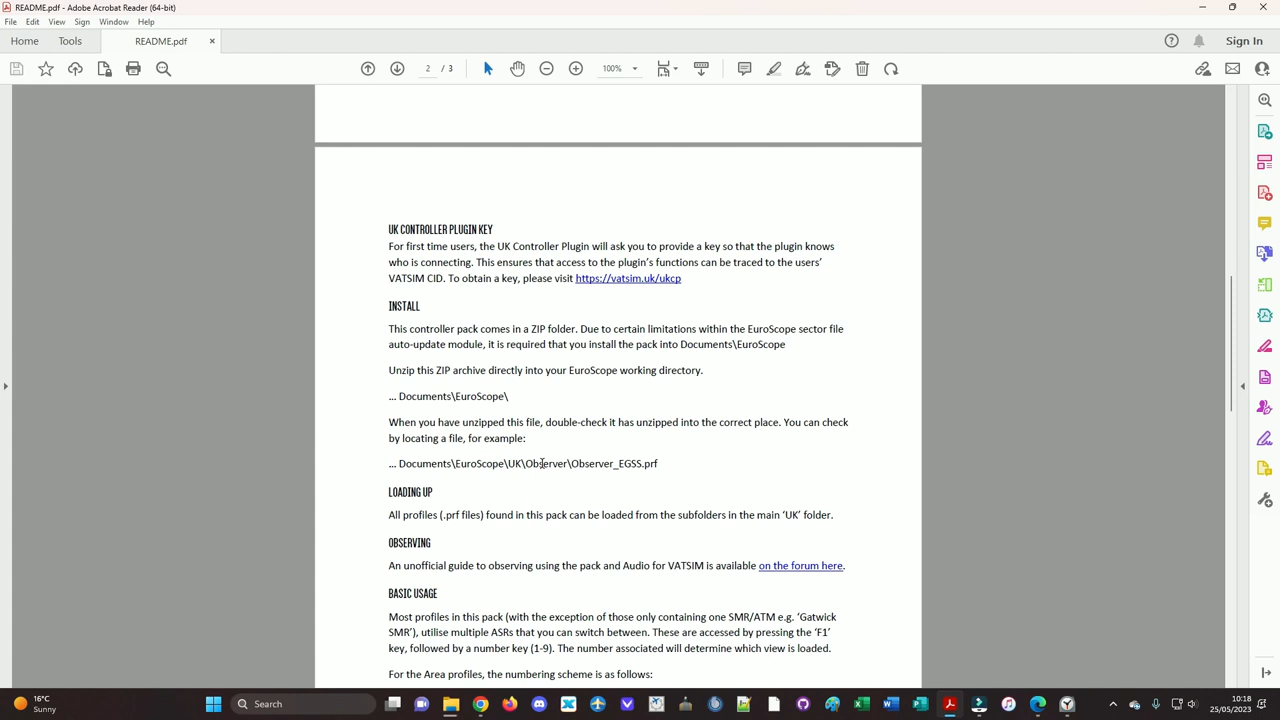 README.pdf - Adobe Acrobat Reader (64-bit)
File Edit View Sign Window Help
Home Tools README.pdf × Sign In
2 / 3 100%
UK CONTROLLER PLUGIN KEY
For first time users, the UK Controller Plugin will ask you to provide a key so that the plugin knows
who is connecting. This ensures that access to the plugin's functions can be traced to the users'
VATSIM CID. To obtain a key, please visit https://vatsim.uk/ukcp
INSTALL
This controller pack comes in a ZIP folder. Due to certain limitations within the EuroScope sector file
auto-update module, it is required that you install the pack into Documents\EuroScope
Unzip this ZIP archive directly into your EuroScope working directory.
... Documents\EuroScope\
When you have unzipped this file, double-check it has unzipped into the correct place. You can check
by locating a file, for example:
... Documents\EuroScope\UK\Observer\Observer_EGSS.prf
LOADING UP
All profiles (.prf files) found in this pack can be loaded from the subfolders in the main 'UK' folder.
OBSERVING
An unofficial guide to observing using the pack and Audio for VATSIM is available on the forum here.
BASIC USAGE
Most profiles in this pack (with the exception of those only containing one SMR/ATM e.g. 'Gatwick
SMR'), utilise multiple ASRs that you can switch between. These are accessed by pressing the 'F1'
key, followed by a number key (1-9). The number associated will determine which view is loaded.
For the Area profiles, the numbering scheme is as follows:
16°C
Sunny
Search
10:18
25/05/2023